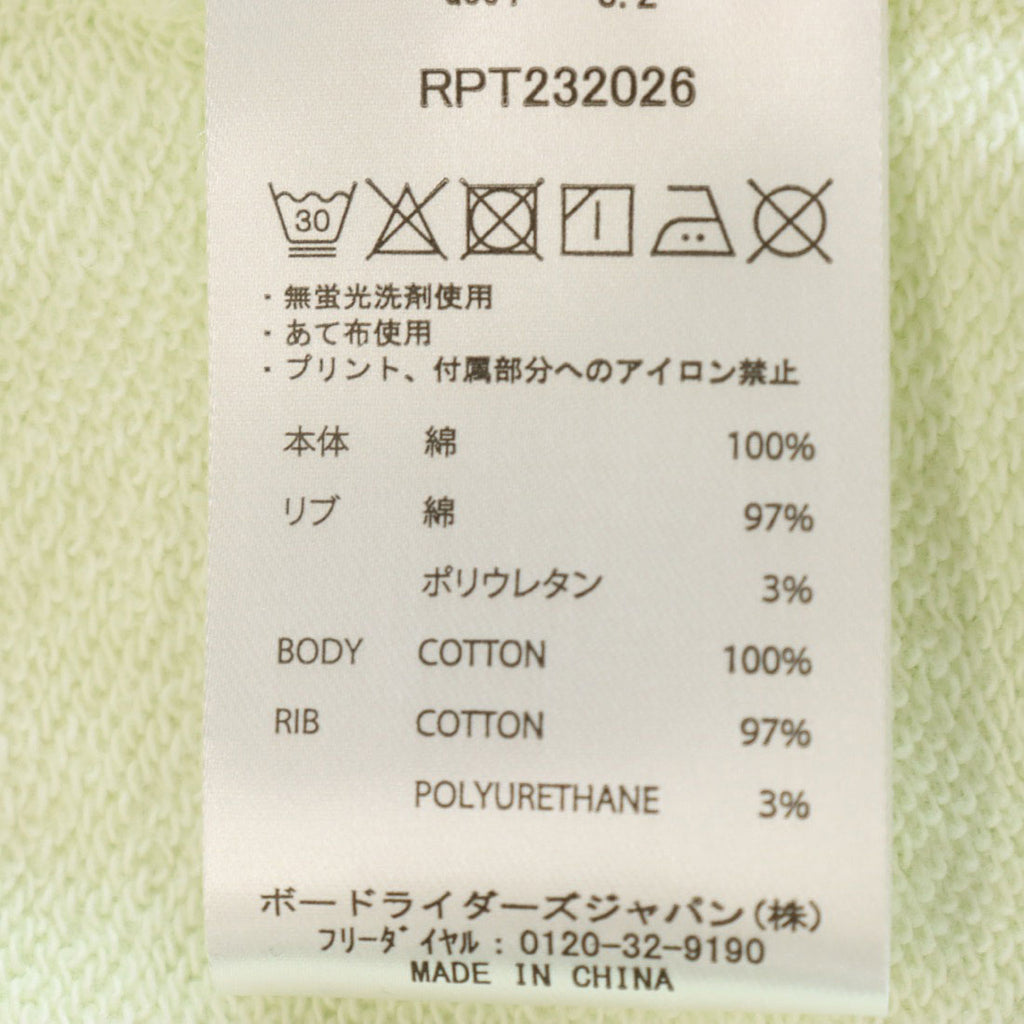 RPT232026
30
・無蛍光洗剤使用
・あて布使用
・プリント、付属部分へのアイロン禁止
本体 綿 100%
リブ 綿 97%
ポリウレタン 3%
BODY COTTON 100%
RIB COTTON 97%
POLYURETHANE 3%
ボードライダーズジャパン(株)
フリーダイヤル:0120-32-9190
MADE IN CHINA